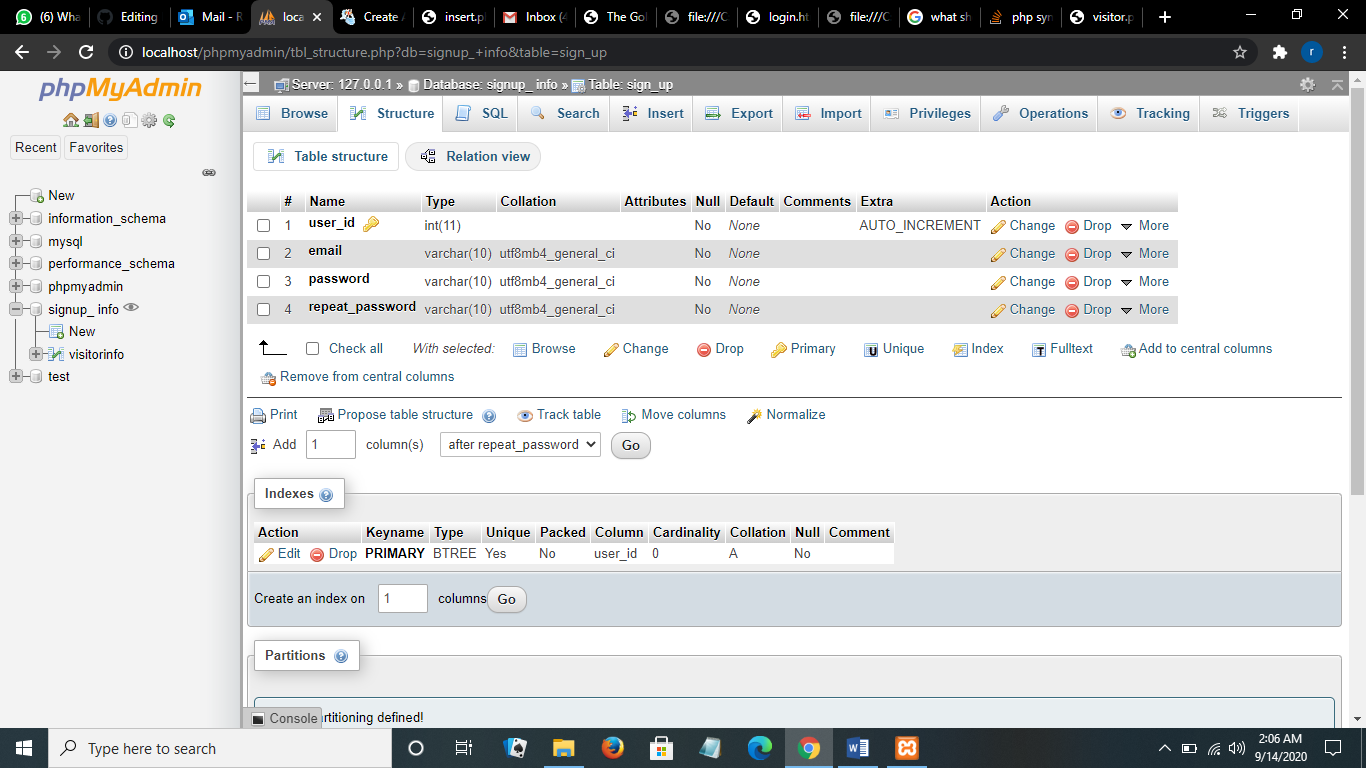 (6) Wha
Editing
Mail - R
loca
Create A
insert.pl
Inbox (4
The Gol
file:///C
login.ht
file:///C
what sh
php syn
visitor.p
localhost/phpmyadmin/tbl_structure.php?db=signup_+info&table=sign_up
r
phpMyAdmin
Recent Favorites
New
information_schema
mysql
performance_schema
phpmyadmin
signup_ info
New
visitorinfo
test
Server: 127.0.0.1 » Database: signup_ info » Table: sign_up
Browse Structure SQL Search Insert Export Import Privileges Operations Tracking Triggers
Table structure Relation view
# Name Type Collation Attributes Null Default Comments Extra Action
1 user_id int(11) No None AUTO_INCREMENT Change Drop More
2 email varchar(10) utf8mb4_general_ci No None Change Drop More
3 password varchar(10) utf8mb4_general_ci No None Change Drop More
4 repeat_password varchar(10) utf8mb4_general_ci No None Change Drop More
Check all With selected: Browse Change Drop Primary U Unique Index T Fulltext Add to central columns
Remove from central columns
Print Propose table structure Track table Move columns Normalize
Add 1 column(s) after repeat_password Go
Indexes
Action Keyname Type Unique Packed Column Cardinality Collation Null Comment
Edit Drop PRIMARY BTREE Yes No user_id 0 A No
Create an index on 1 columns Go
Partitions
Console rtitioning defined!
Type here to search
2:06 AM
9/14/2020